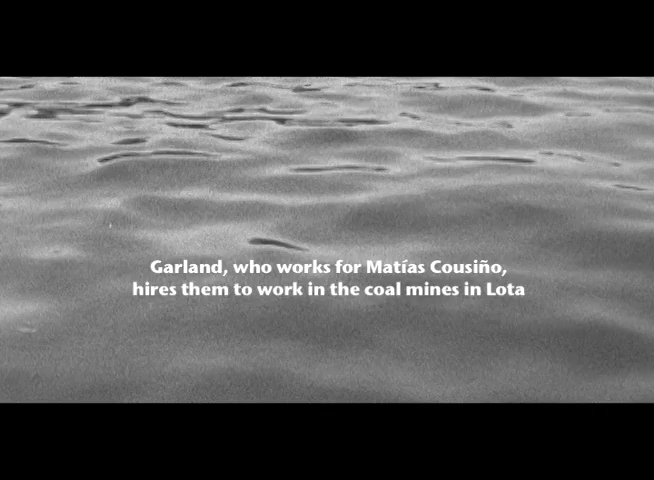 Garland, who works for Matías Cousiño,
hires them to work in the coal mines in Lota